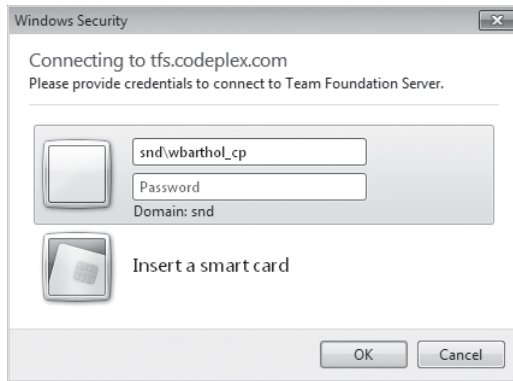 Windows Security
Connecting to tfs.codeplex.com
Please provide credentials to connect to Team Foundation Server.
snd\wbarthol_cp
Password
Domain: snd
Insert a smart card
OK
Cancel